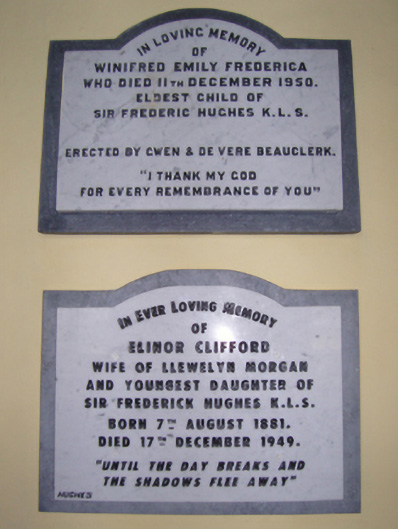 IN LOVING MEMORY
OF
WINIFRED EMILY FREDERICA
WHO DIED 11TH DECEMBER 1950.
ELDEST CHILD OF
SIR FREDERIC HUGHES K.L.S.
ERECTED BY GWEN & DE VERE BEAUCLERK.
"I THANK MY GOD
FOR EVERY REMEMBRANCE OF YOU"
IN EVER LOVING MEMORY
OF
ELINOR CLIFFORD
WIFE OF LLEWELYN MORGAN
AND YOUNGEST DAUGHTER OF
SIR FREDERICK HUGHES K.L.S.
BORN 7TH AUGUST 1881.
DIED 17TH DECEMBER 1949.
"UNTIL THE DAY BREAKS AND
THE SHADOWS FLEE AWAY"
HUGHES